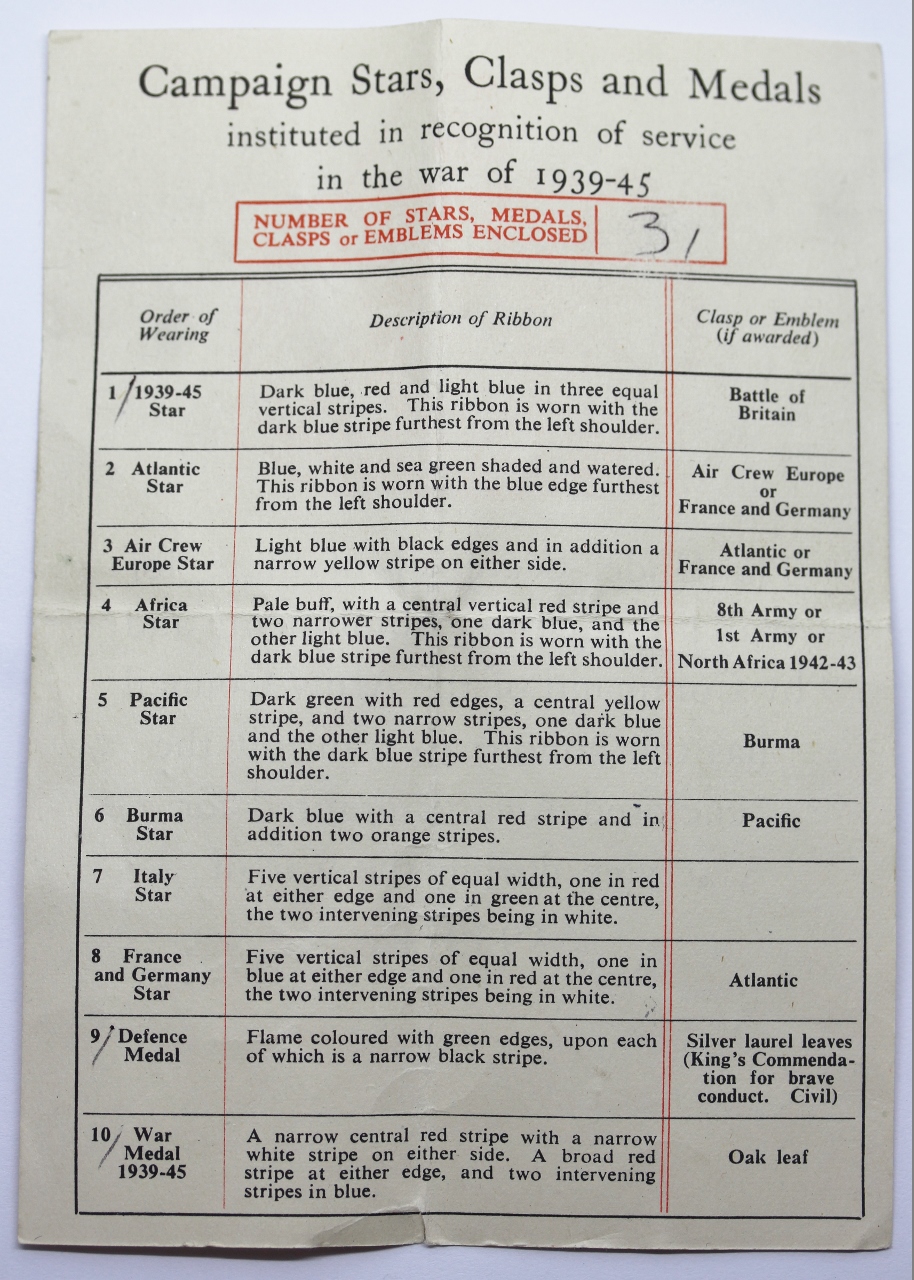 Campaign Stars, Clasps and Medals
instituted in recognition of service
in the war of 1939-45
NUMBER OF STARS, MEDALS,
CLASPS or EMBLEMS ENCLOSED
3/
Order of
Wearing
Description of Ribbon
Clasp or Emblem
(if awarded)
1/1939-45
Star
Dark blue, red and light blue in three equal
vertical stripes. This ribbon is worn with the
dark blue stripe furthest from the left shoulder.
Battle of
Britain
2 Atlantic
Star
Blue, white and sea green shaded and watered.
This ribbon is worn with the blue edge furthest
from the left shoulder.
Air Crew Europe
or
France and Germany
3 Air Crew
Europe Star
Light blue with black edges and in addition a
narrow yellow stripe on either side.
Atlantic or
France and Germany
4 Africa
Star
Pale buff, with a central vertical red stripe and
two narrower stripes, one dark blue, and the
other light blue. This ribbon is worn with the
dark blue stripe furthest from the left shoulder.
8th Army or
1st Army or
North Africa 1942-43
5 Pacific
Star
Dark green with red edges, a central yellow
stripe, and two narrow stripes, one dark blue
and the other light blue. This ribbon is worn
with the dark blue stripe furthest from the left
shoulder.
Burma
6 Burma
Star
Dark blue with a central red stripe and in
addition two orange stripes.
Pacific
7 Italy
Star
Five vertical stripes of equal width, one in red
at either edge and one in green at the centre,
the two intervening stripes being in white.
8 France
and Germany
Star
Five vertical stripes of equal width, one in
blue at either edge and one in red at the centre,
the two intervening stripes being in white.
Atlantic
9/Defence
Medal
Flame coloured with green edges, upon each
of which is a narrow black stripe.
Silver laurel leaves
(King's Commenda-
tion for brave
conduct. Civil)
10/ War
Medal
1939-45
A narrow central red stripe with a narrow
white stripe on either side. A broad red
stripe at either edge, and two intervening
stripes in blue.
Oak leaf